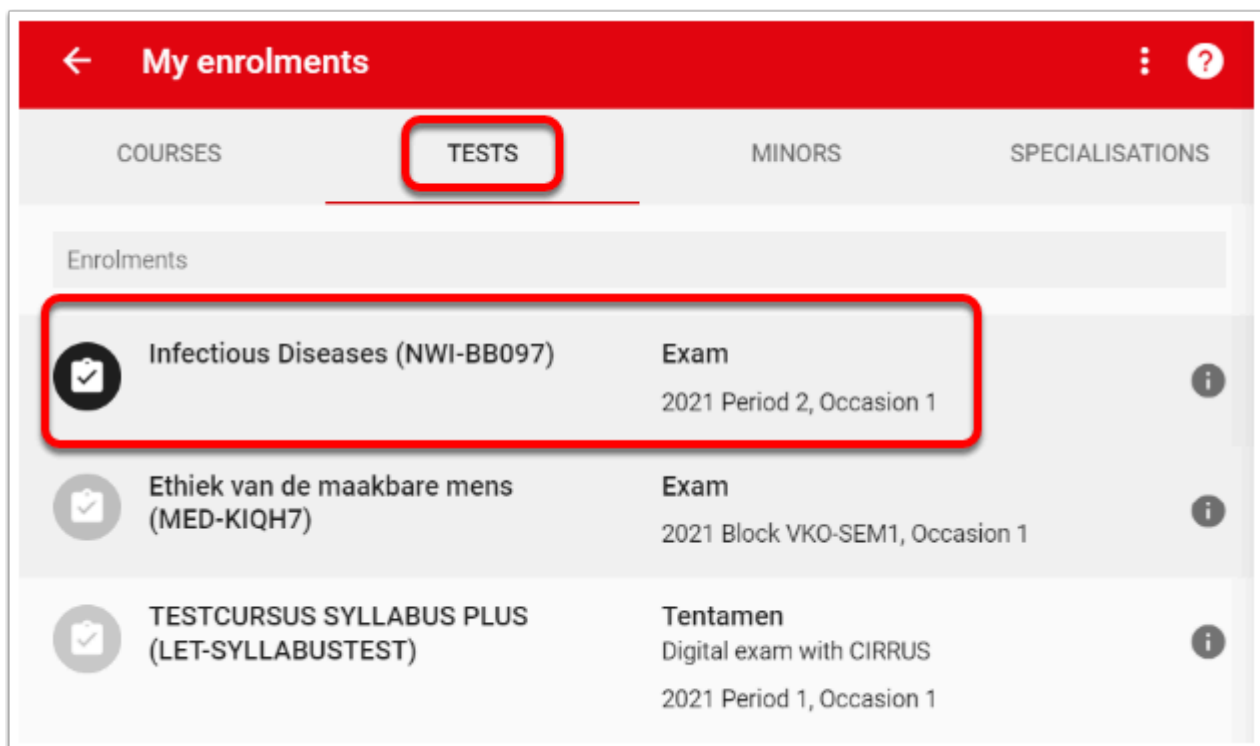 My enrolments
COURSES TESTS MINORS SPECIALISATIONS
Enrolments
Infectious Diseases (NWI-BB097) Exam
2021 Period 2, Occasion 1
Ethiek van de maakbare mens Exam
(MED-KIQH7)
2021 Block VKO-SEM1, Occasion 1
TESTCURSUS SYLLABUS PLUS Tentamen
(LET-SYLLABUSTEST) Digital exam with CIRRUS
2021 Period 1, Occasion 1